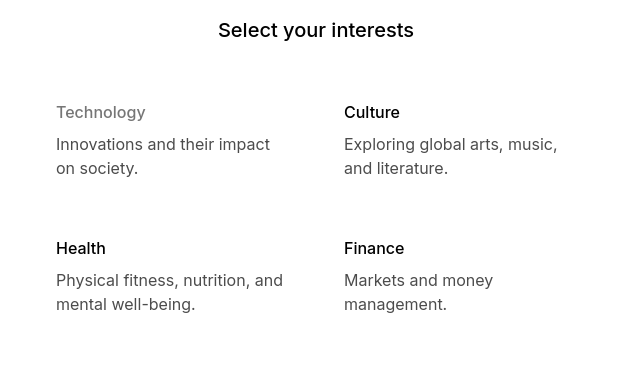 Select your interests
Technology
Innovations and their impact
on society.
Culture
Exploring global arts, music,
and literature.
Health
Physical fitness, nutrition, and
mental well-being.
Finance
Markets and money
management.